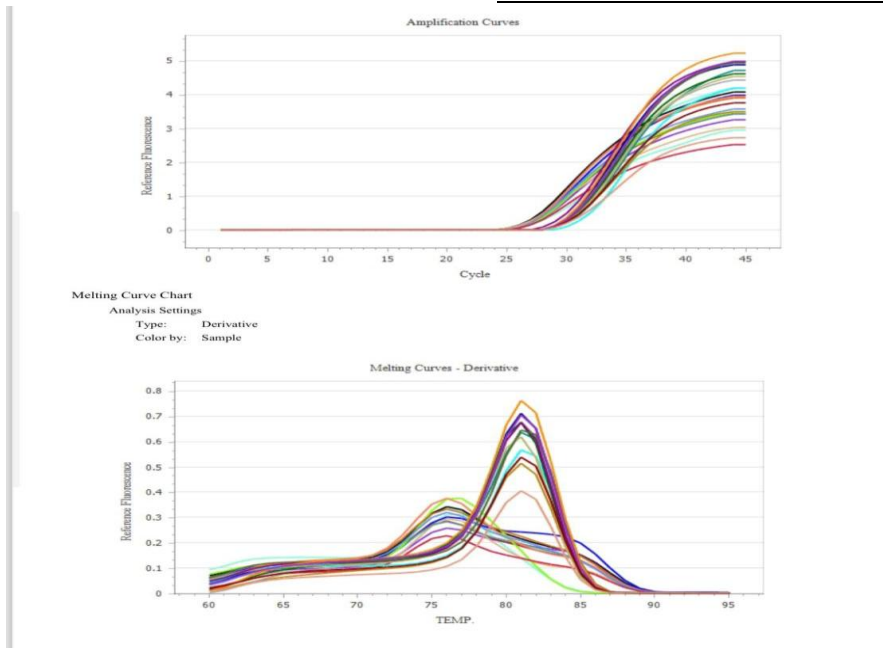 Amplification Curves
5
4
3
2
1
0
Reference Fluorescence
0 5 10 15 20 25 30 35 40 45
Cycle
Melting Curve Chart
Analysis Settings
Type: Derivative
Color by: Sample
Melting Curves - Derivative
0.8
0.7
0.6
0.5
0.4
0.3
0.2
0.1
0
Reference Fluorescence
60 65 70 75 80 85 90 95
TEMP.